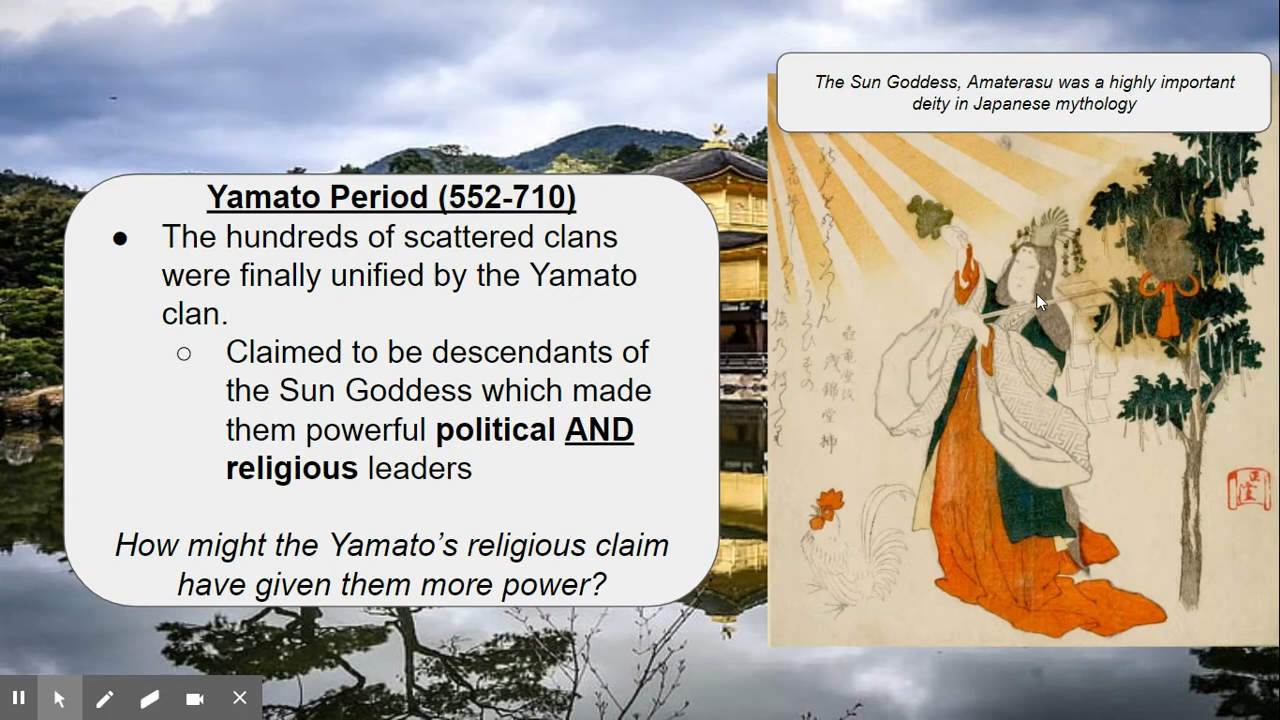 The Sun Goddess, Amaterasu was a highly important
deity in Japanese mythology
Yamato Period (552-710)
● The hundreds of scattered clans
were finally unified by the Yamato
clan.
○ Claimed to be descendants of
the Sun Goddess which made
them powerful political AND
religious leaders
How might the Yamato’s religious claim
have given them more power?